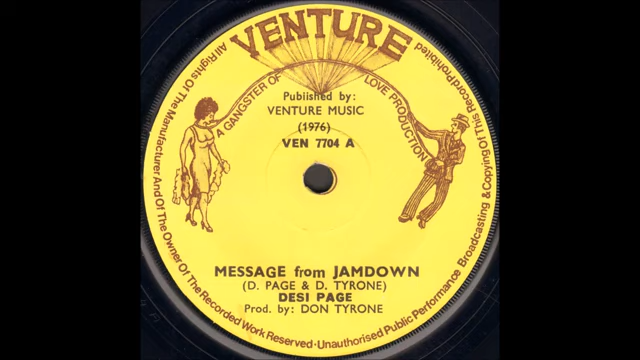 VENTURE
A GANGSTER OF LOVE PRODUCTION
All Rights Of The Manufacturer And Of The Owner Of The Recorded Work Reserved · Unauthorised Public Performance Broadcasting & Copying Of This Record Prohibited
Published by:
VENTURE MUSIC
(1976)
VEN 7704 A
MESSAGE from JAMDOWN
(D. PAGE & D. TYRONE)
DESI PAGE
Prod. by: DON TYRONE